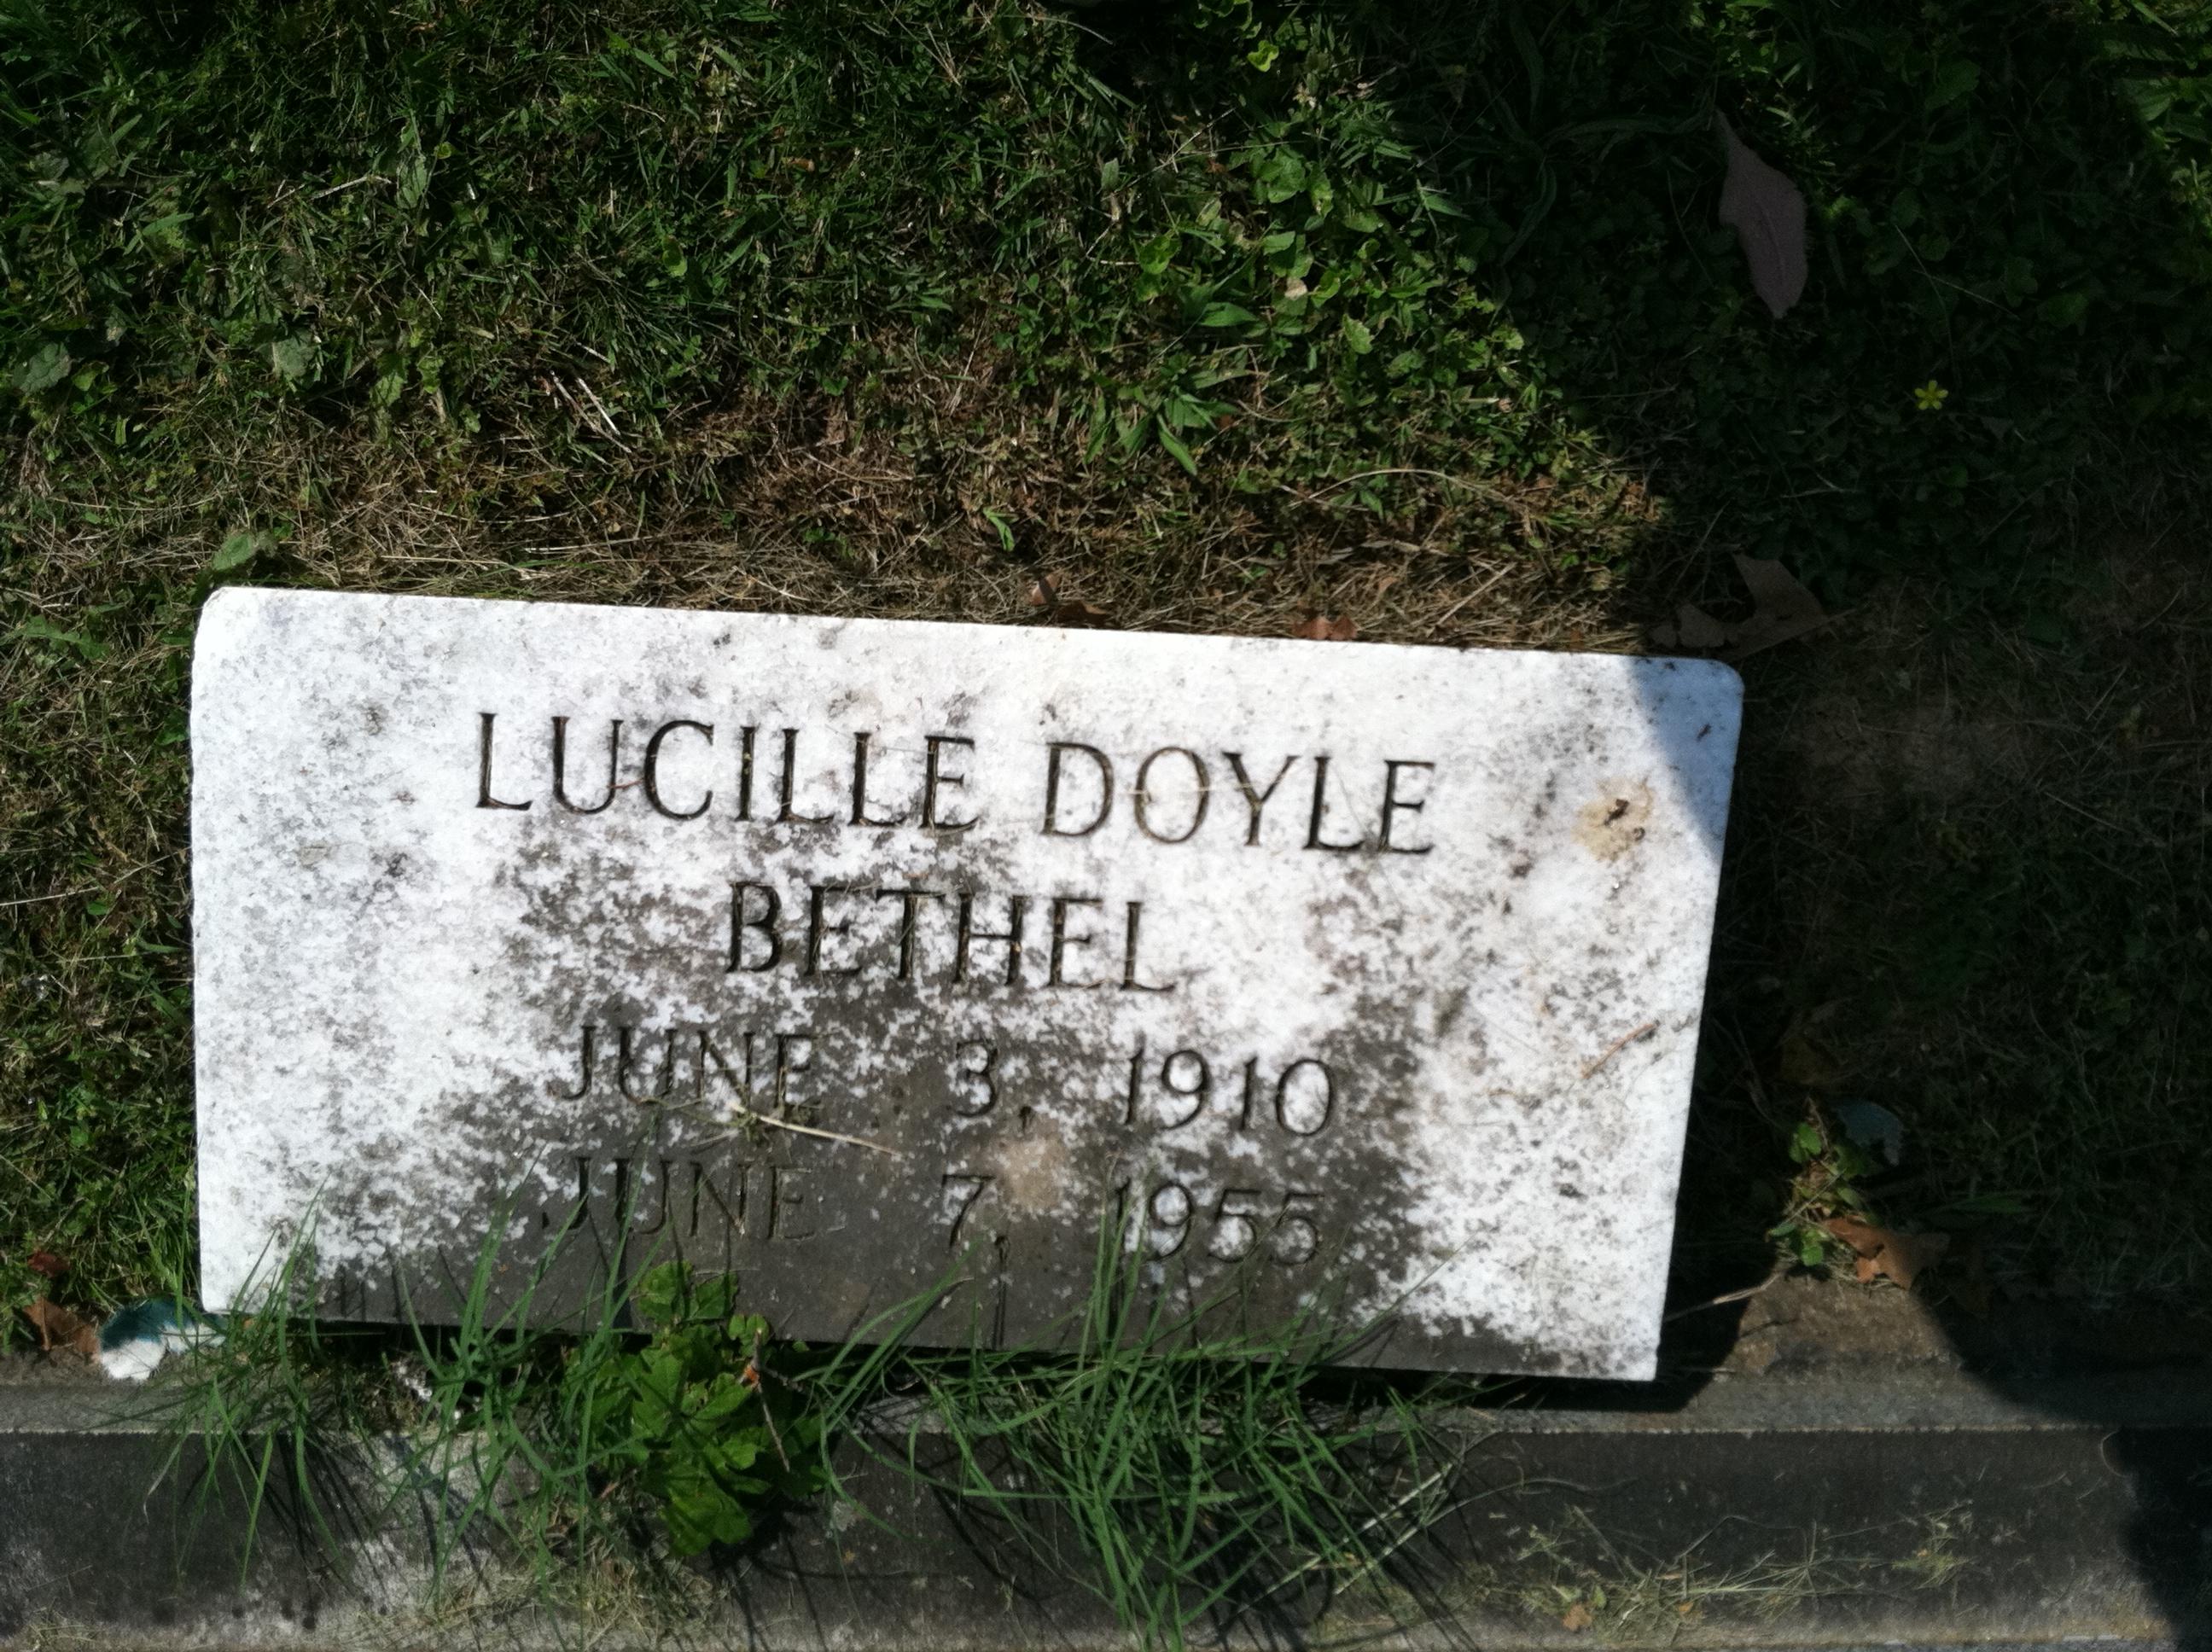 LUCILLE DOYLE
BETHEL
JUNE 3, 1910
JUNE 7, 1955